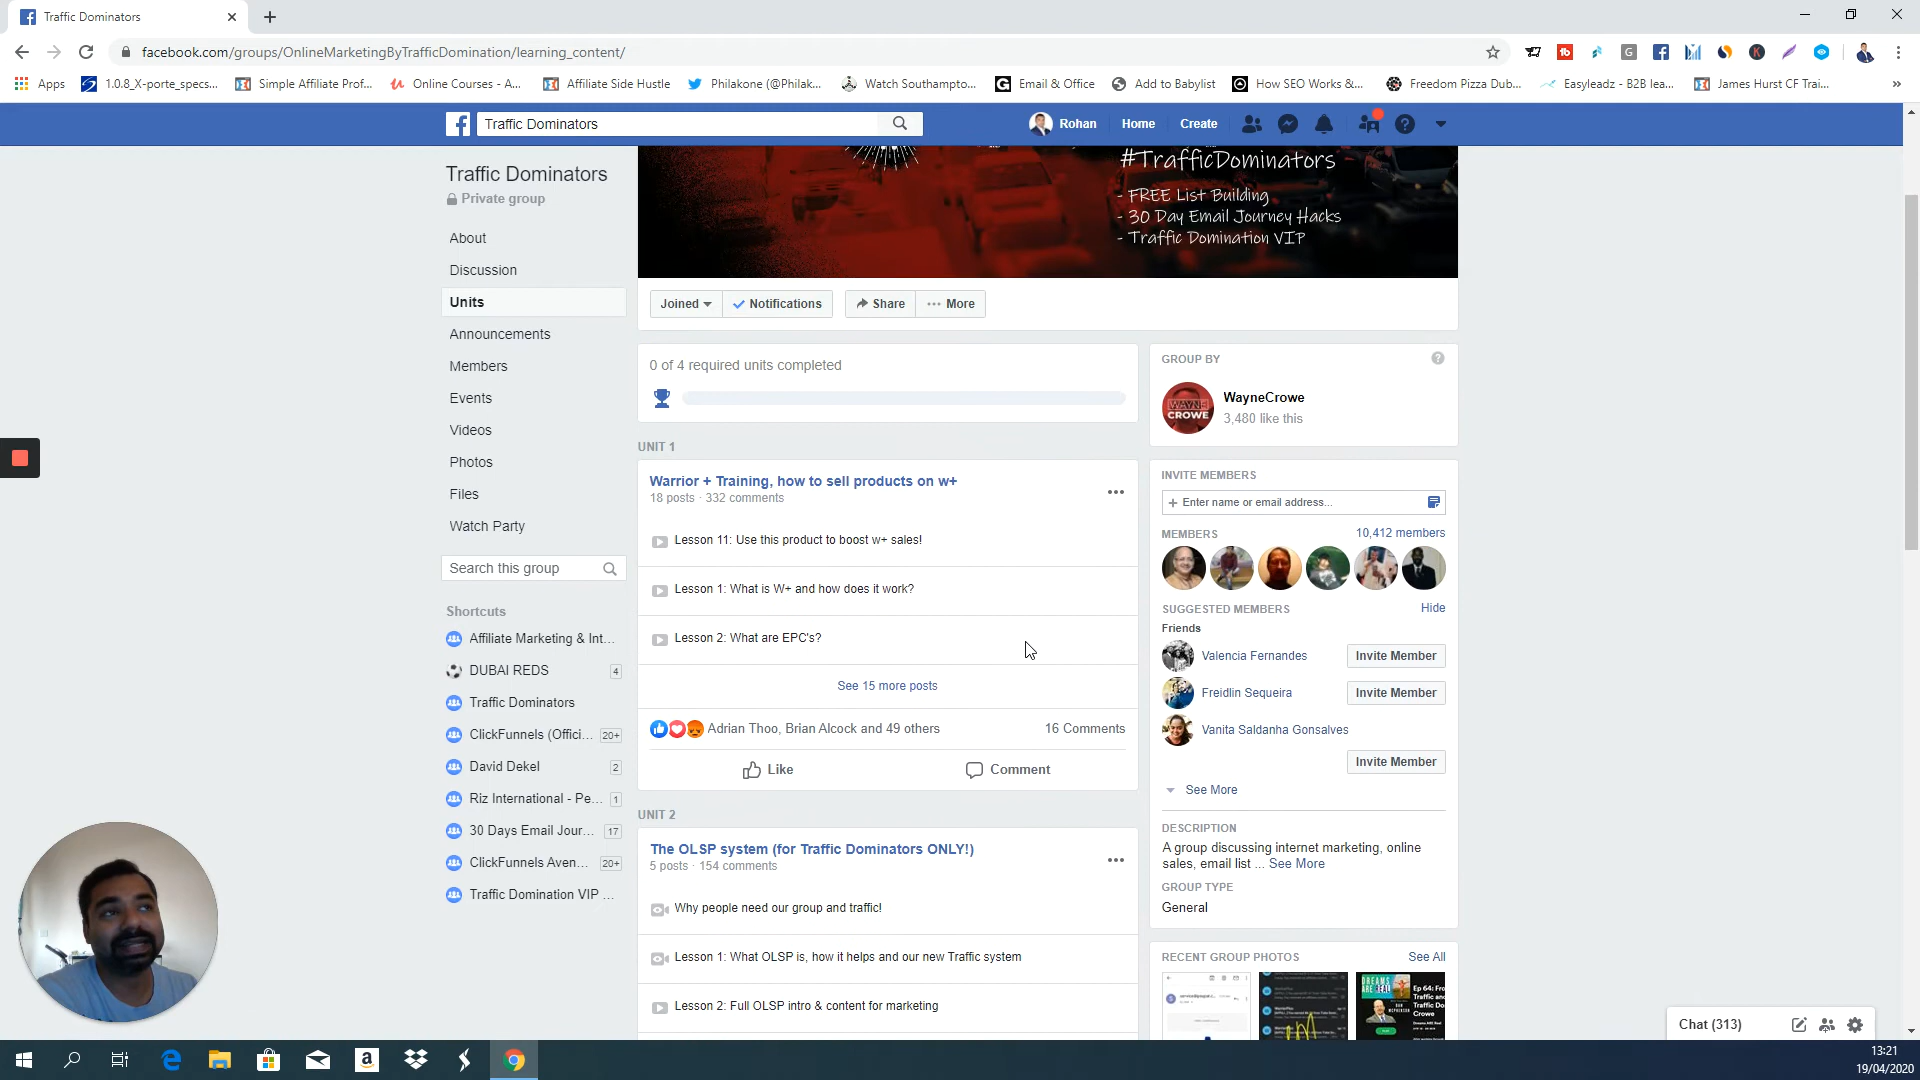 Traffic Dominators
facebook.com/groups/OnlineMarketingByTrafficDomination/learning_content/
Apps
1.0.8_X-porte_specs...
Simple Affiliate Prof...
Online Courses - A...
Affiliate Side Hustle
Philakone (@Philak...
Watch Southampto...
Email & Office
Add to Babylist
How SEO Works &...
Freedom Pizza Dub...
Easyleadz - B2B lea...
James Hurst CF Trai...
Traffic Dominators
Rohan
Home
Create
Traffic Dominators
Private group
About
Discussion
Units
Announcements
Members
Events
Videos
Photos
Files
Watch Party
Search this group
Shortcuts
Affiliate Marketing & Int...
DUBAI REDS 4
Traffic Dominators
ClickFunnels (Offici... 20+
David Dekel 2
Riz International - Pe... 1
30 Days Email Jour... 17
ClickFunnels Aven... 20+
Traffic Domination VIP ...
#TrafficDominators
- FREE List Building
- 30 Day Email Journey Hacks
- Traffic Domination VIP
Joined
Notifications
Share
More
0 of 4 required units completed
UNIT 1
Warrior + Training, how to sell products on w+
18 posts · 332 comments
Lesson 11: Use this product to boost w+ sales!
Lesson 1: What is W+ and how does it work?
Lesson 2: What are EPC's?
See 15 more posts
Adrian Thoo, Brian Alcock and 49 others
16 Comments
Like
Comment
UNIT 2
The OLSP system (for Traffic Dominators ONLY!)
5 posts · 154 comments
Why people need our group and traffic!
Lesson 1: What OLSP is, how it helps and our new Traffic system
Lesson 2: Full OLSP intro & content for marketing
GROUP BY
WAYNE
CROWE
WayneCrowe
3,480 like this
INVITE MEMBERS
+ Enter name or email address...
MEMBERS
10,412 members
SUGGESTED MEMBERS
Hide
Friends
Valencia Fernandes
Invite Member
Freidlin Sequeira
Invite Member
Vanita Saldanha Gonsalves
Invite Member
See More
DESCRIPTION
A group discussing internet marketing, online
sales, email list ... See More
GROUP TYPE
General
RECENT GROUP PHOTOS
See All
DREAMS
ARE REAL
Ep 64: Fro
Traffic and
Traffic Do
Crowe
Chat (313)
13:21
19/04/2020